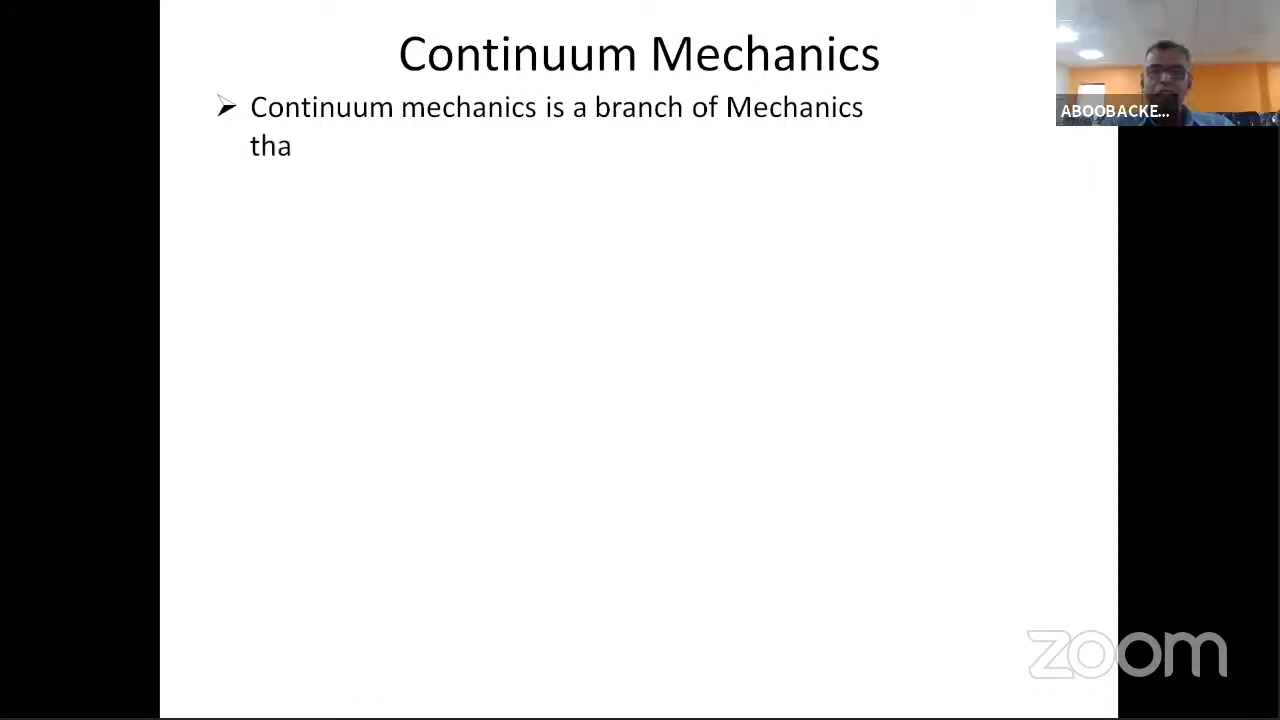 Continuum Mechanics
➢ Continuum mechanics is a branch of Mechanics
tha
ABOOBACKE...
zoom